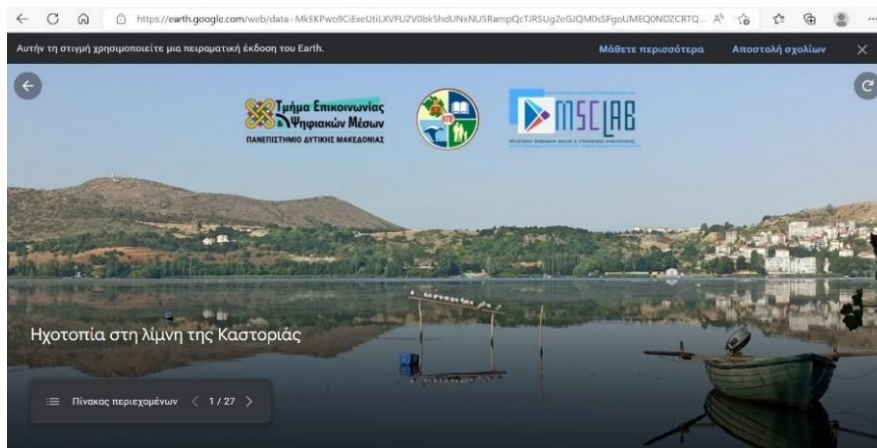 https://earth.google.com/web/data=
Αυτήν τη στιγμή χρησιμοποιείτε μια πειραματική έκδοση του Earth.
Μάθετε περισσότερα
Αποστολή σχολίων
Τμήμα Επικοινωνίας
& Ψηφιακών Μέσων
ΠΑΝΕΠΙΣΤΗΜΙΟ ΔΥΤΙΚΗΣ ΜΑΚΕΔΟΝΙΑΣ
MSCLAB
Ηχοτοπία στη λίμνη της Καστοριάς
Πίνακας περιεχομένων < 1 / 27 >